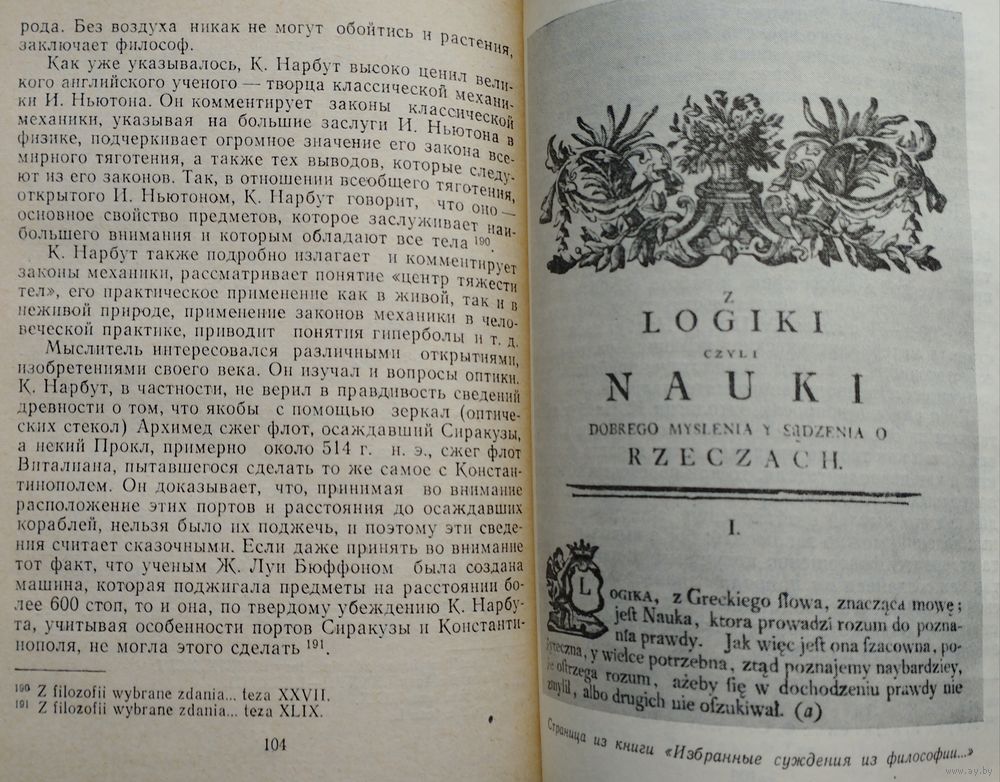 рода. Без воздуха никак не могут обойтись и растения,
заключает философ.
Как уже указывалось, К. Нарбут высоко ценил вели-
кого английского ученого — творца классической механи-
ки И. Ньютона. Он комментирует законы классической
механики, указывая на большие заслуги И. Ньютона в
физике, подчеркивает огромное значение его закона все-
мирного тяготения, а также тех выводов, которые следу-
ют из его законов. Так, в отношении всеобщего тяготения,
открытого И. Ньютоном, К. Нарбут говорит, что оно —
основное свойство предметов, которое заслуживает наи-
большего внимания и которым обладают все тела 190.
К. Нарбут также подробно излагает и комментирует
законы механики, рассматривает понятие «центр тяжести
тел», его практическое применение как в живой, так и в
неживой природе, применение законов механики в чело-
веческой практике, приводит понятия гиперболы и т. д.
Мыслитель интересовался различными открытиями,
изобретениями своего века. Он изучал и вопросы оптики.
К. Нарбут, в частности, не верил в правдивость сведений
древности о том, что якобы с помощью зеркал (оптиче-
ских стекол) Архимед сжег флот, осаждавший Сиракузы,
а некий Прокл, примерно около 514 г. н. э., сжег флот
Виталиана, пытавшегося сделать то же самое с Констан-
тинополем. Он доказывает, что, принимая во внимание
расположение этих портов и расстояния до осаждавших
кораблей, нельзя было их поджечь, и поэтому эти сведе-
ния считает сказочными. Если даже принять во внимание
тот факт, что ученым Ж. Луи Бюффоном была создана
машина, которая поджигала предметы на расстоянии бо-
лее 600 стоп, то и она, по твердому убеждению К. Нарбу-
та, учитывая особенности портов Сиракузы и Константи-
нополя, не могла этого сделать 191.
190 Z filozofii wybrane zdania... teza XXVII.
191 Z filozofii wybrane zdania... teza XLIX.
104
Z
LOGIKI
CZYLI
NAUKI
DOBREGO MYSLENIA Y SĄDZENIA O
RZECZACH.
I.
LOGIKA, z Greckiego słowa, znacząca mowę;
jest Nauka, ktora prowadzi rozum do pozna-
nia prawdy. Jak więc jest ona szacowna, po-
żyteczna, y wielce potrzebna, ztąd poznajemy naybardziey,
że ostrzega rozum, ażeby się w dochodzeniu prawdy nie
zmylił, albo drugich nie oszukiwał. (a)
Страница из книги «Избранные суждения из философии...»
www.ay.by